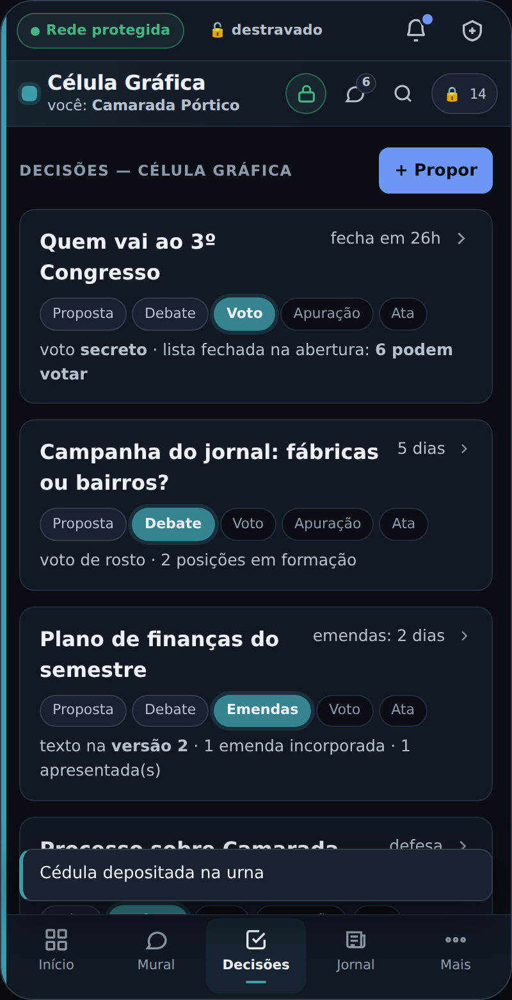 Rede protegida
destravado
Célula Gráfica
você: Camarada Pórtico
6
14
DECISÕES — CÉLULA GRÁFICA
+ Propor
Quem vai ao 3º
Congresso
fecha em 26h
Proposta Debate Voto Apuração Ata
voto secreto · lista fechada na abertura: 6 podem
votar
Campanha do jornal: fábricas
ou bairros?
5 dias
Proposta Debate Voto Apuração Ata
voto de rosto · 2 posições em formação
Plano de finanças do
semestre
emendas: 2 dias
Proposta Debate Emendas Voto Ata
texto na versão 2 · 1 emenda incorporada · 1
apresentada(s)
Processo sobre Camarada
defesa
Cédula depositada na urna
Início Mural Decisões Jornal Mais